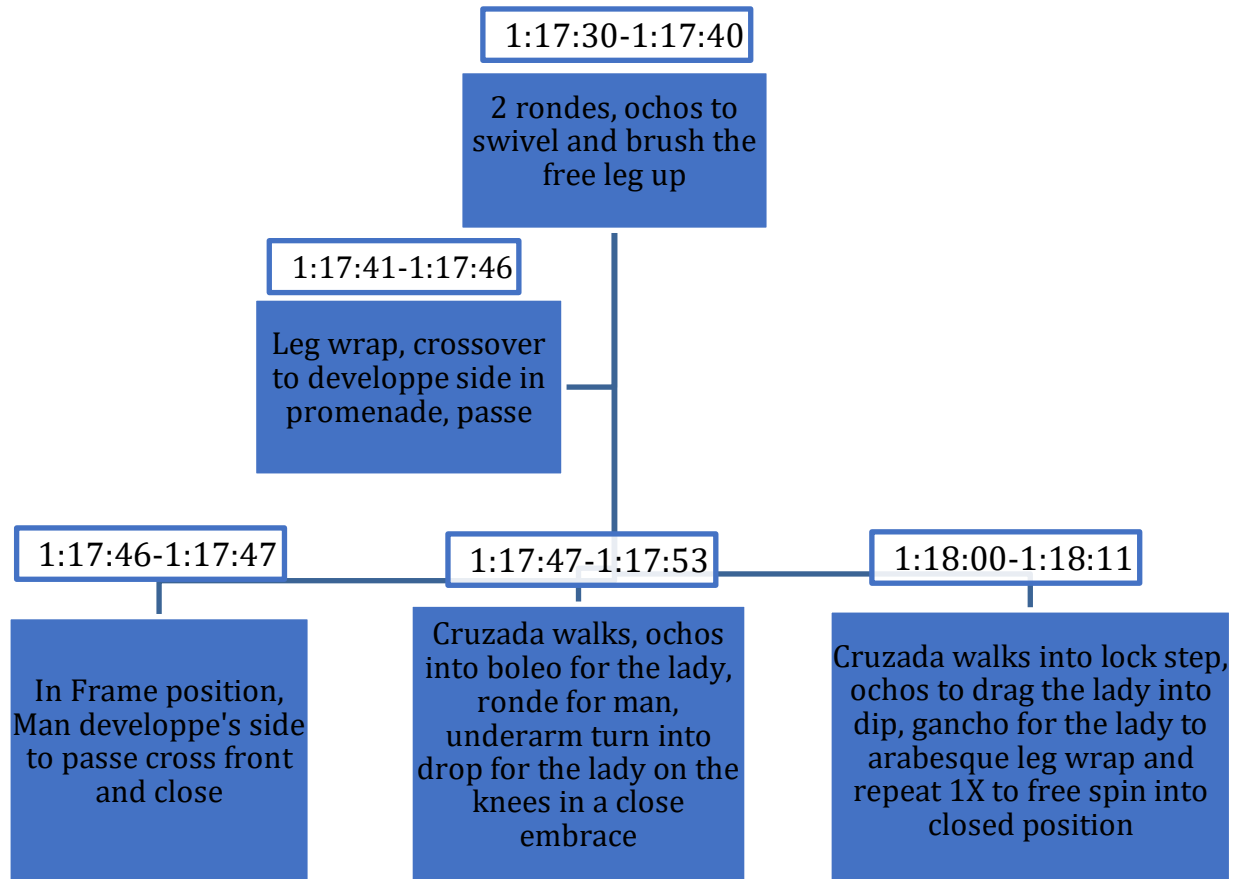 1:17:30-1:17:40
2 rondes, ochos to
swivel and brush the
free leg up
1:17:41-1:17:46
Leg wrap, crossover
to developpe side in
promenade, passe
1:17:46-1:17:47
In Frame position,
Man developpe's side
to passe cross front
and close
1:17:47-1:17:53
Cruzada walks, ochos
into boleo for the lady,
ronde for man,
underarm turn into
drop for the lady on the
knees in a close
embrace
1:18:00-1:18:11
Cruzada walks into lock step,
ochos to drag the lady into
dip, gancho for the lady to
arabesque leg wrap and
repeat 1X to free spin into
closed position